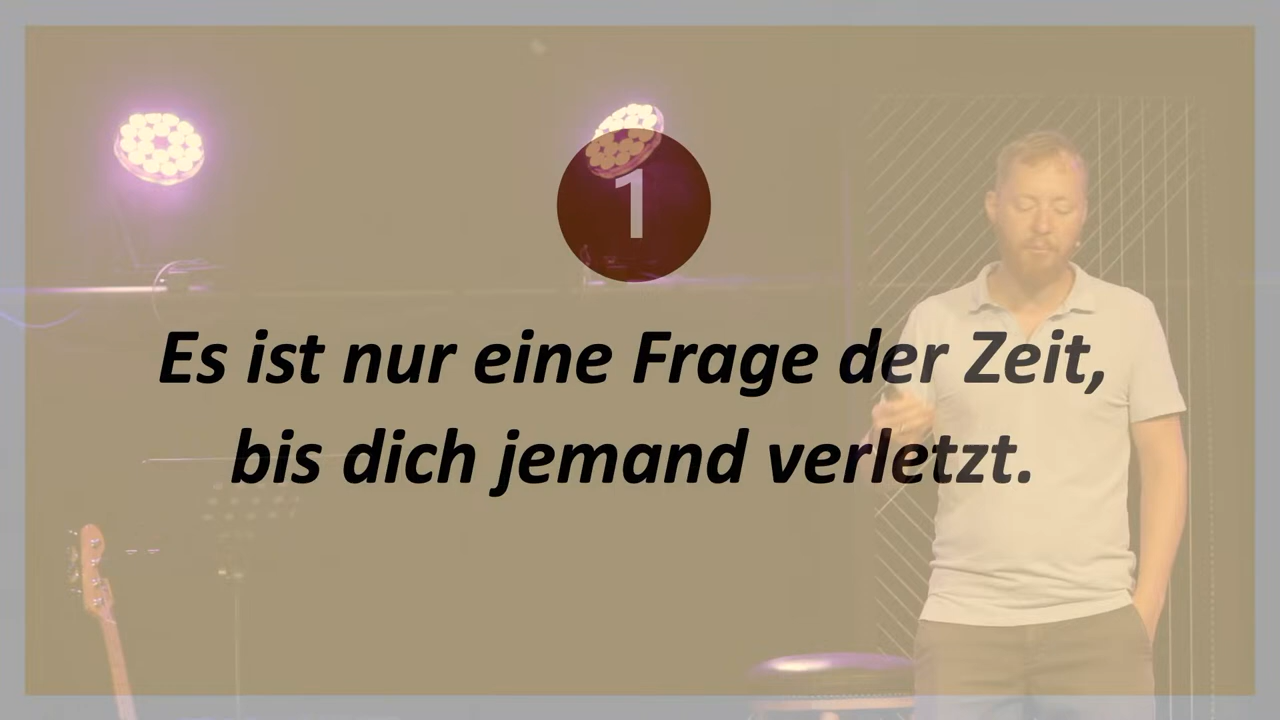 1
Es ist nur eine Frage der Zeit,
bis dich jemand verletzt.